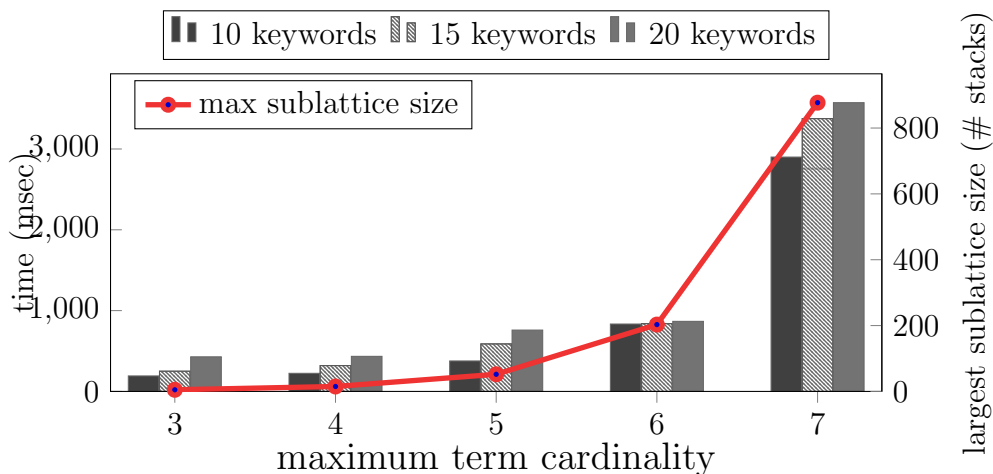 10 keywords 15 keywords 20 keywords
max sublattice size
time (msec)
3,000
2,000
1,000
0
800
600
400
200
0
largest sublattice size (# stacks)
3 4 5 6 7
maximum term cardinality